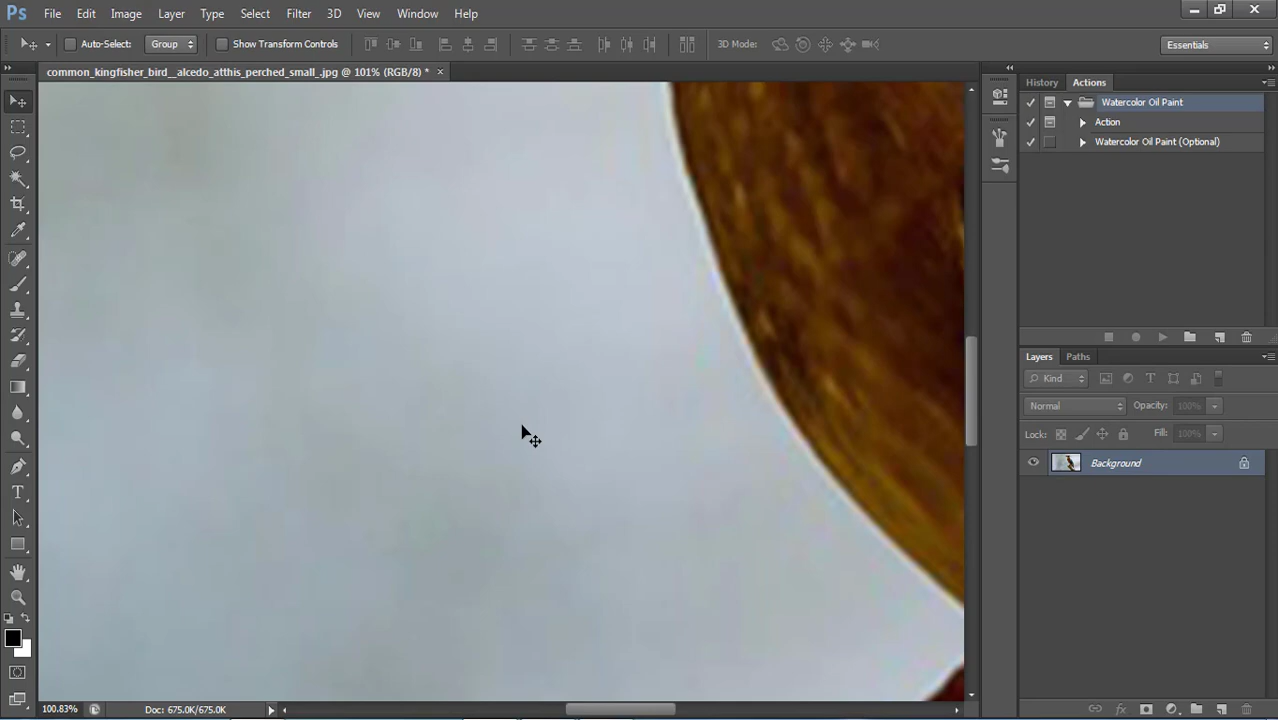 Ps File Edit Image Layer Type Select Filter 3D View Window Help
Auto-Select: Group Show Transform Controls 3D Mode: Essentials
common_kingfisher_bird__alcedo_atthis_perched_small_.jpg @ 101% (RGB/8) *
History Actions
Watercolor Oil Paint
Action
Watercolor Oil Paint (Optional)
Layers Paths
Kind
Normal Opacity: 100%
Lock: Fill: 100%
Background
100.83% Doc: 675.0K/675.0K